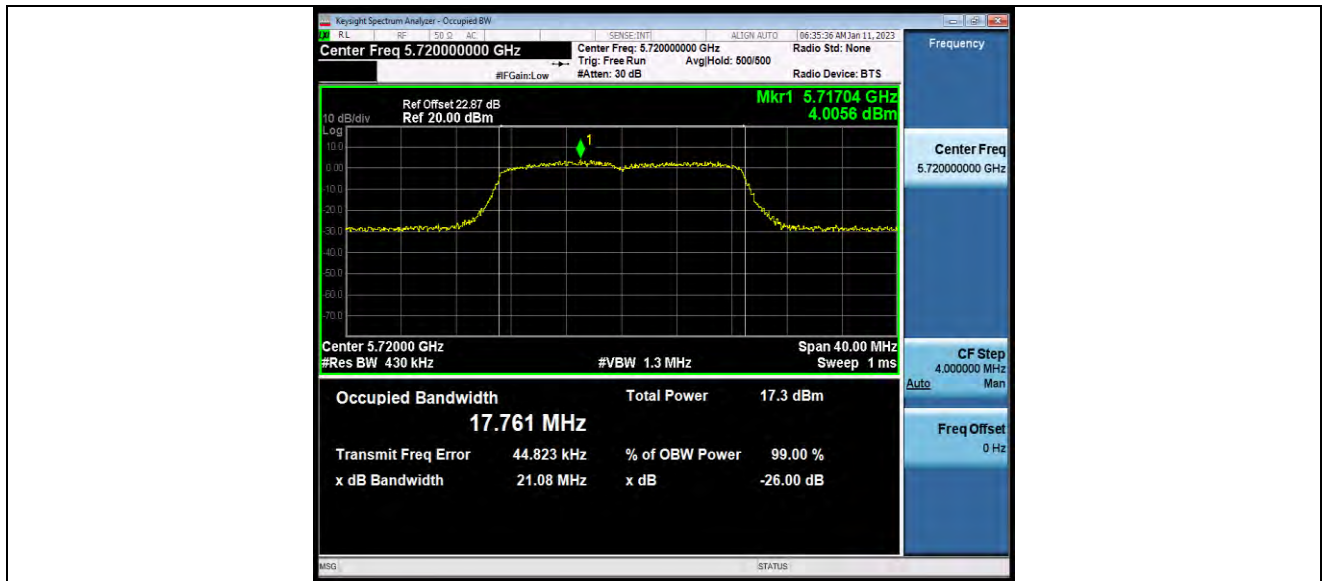 Keysight Spectrum Analyzer - Occupied BW
RL RF 50 Ω AC SENSE:INT ALIGN AUTO 06:35:36 AM Jan 11, 2023
Center Freq 5.720000000 GHz
Center Freq: 5.720000000 GHz Radio Std: None
Trig: Free Run Avg|Hold: 500/500
#IFGain:Low #Atten: 30 dB Radio Device: BTS
Frequency
Mkr1 5.71704 GHz
4.0056 dBm
Ref Offset 22.87 dB
10 dB/div Ref 20.00 dBm
Log
10.0
0.00
-10.0
-20.0
-30.0
-40.0
-50.0
-60.0
-70.0
1
Center 5.72000 GHz Span 40.00 MHz
#Res BW 430 kHz #VBW 1.3 MHz Sweep 1 ms
Center Freq
5.720000000 GHz
CF Step
4.000000 MHz
Auto Man
Freq Offset
0 Hz
Occupied Bandwidth Total Power 17.3 dBm
17.761 MHz
Transmit Freq Error 44.823 kHz % of OBW Power 99.00 %
x dB Bandwidth 21.08 MHz x dB -26.00 dB
MSG STATUS